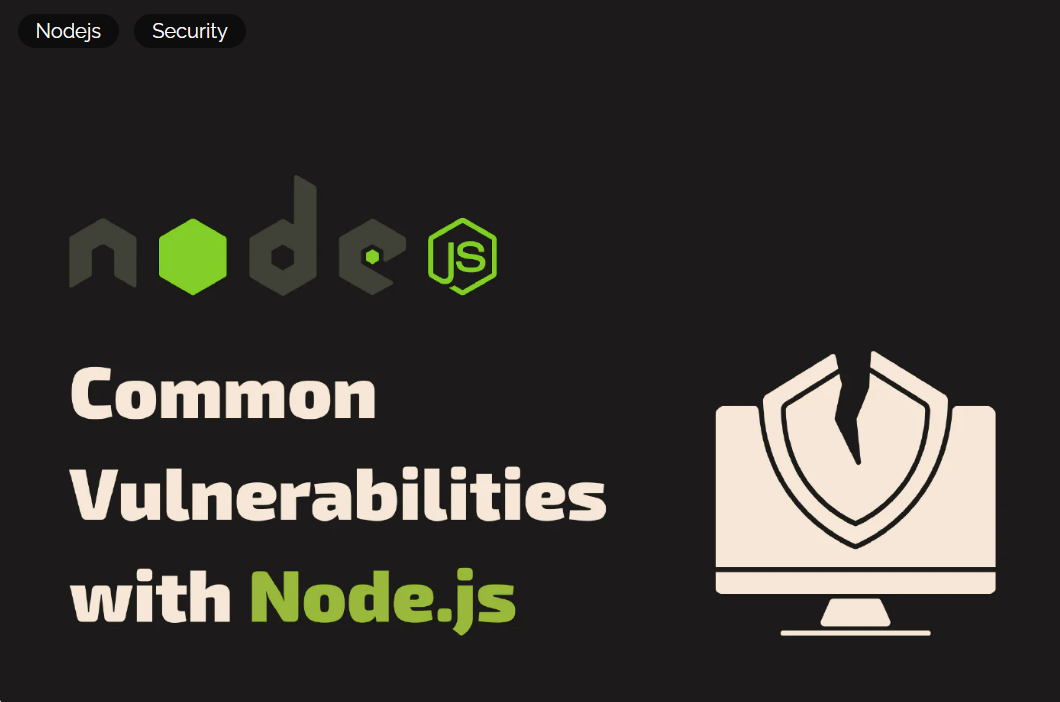 Nodejs
Security
node JS
Common
Vulnerabilities
with Node.js